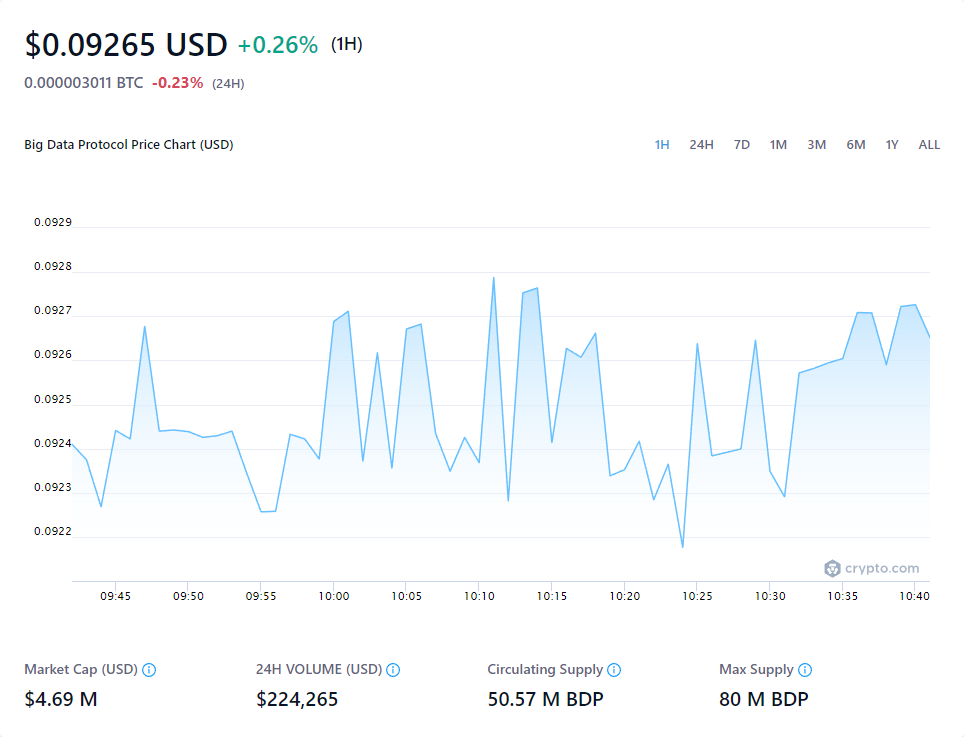 $0.09265 USD +0.26% (1H)
0.000003011 BTC -0.23% (24H)
Big Data Protocol Price Chart (USD) 1H 24H 7D 1M 3M 6M 1Y ALL
0.0929
0.0928
0.0927
0.0926
0.0925
0.0924
0.0923
0.0922
crypto.com
09:45 09:50 09:55 10:00 10:05 10:10 10:15 10:20 10:25 10:30 10:35 10:40
Market Cap (USD) 24H VOLUME (USD) Circulating Supply Max Supply
$4.69 M $224,265 50.57 M BDP 80 M BDP